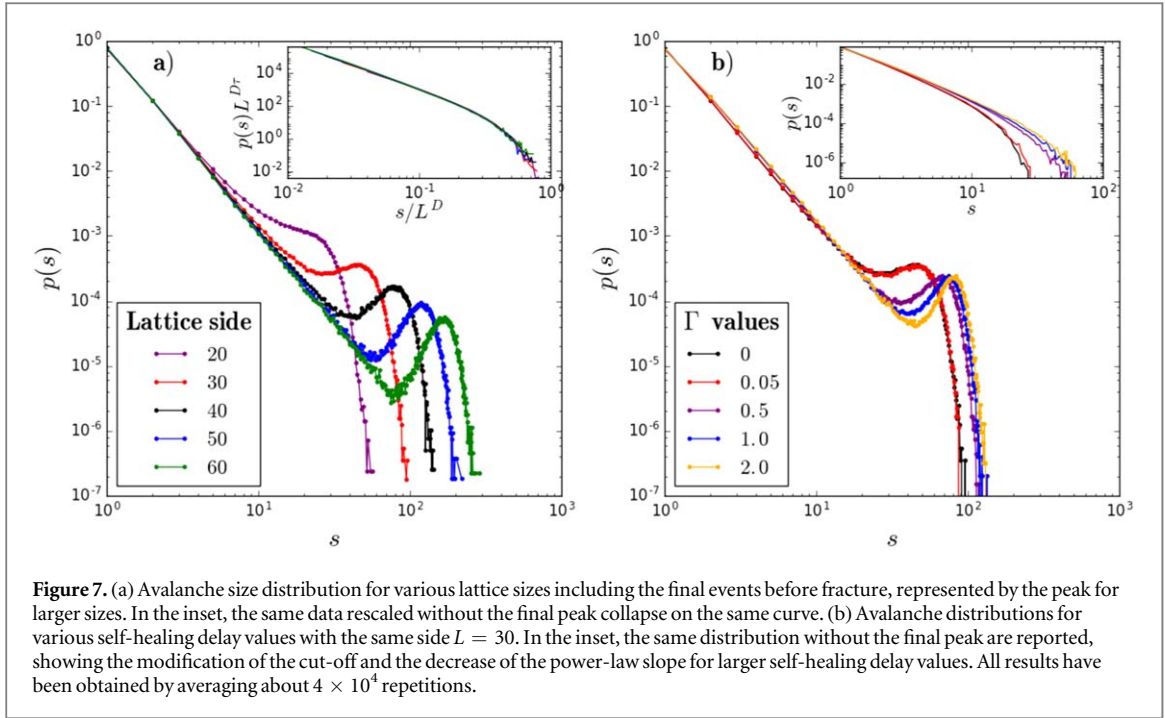 a)
10^0
10^-1
10^-2
10^-3
10^-4
10^-5
10^-6
10^-7
p(s)
10^0 10^1 10^2 10^3
s
10^4
10^2
10^0
10^-2
p(s)L^{Dτ}
10^-2 10^-1 10^0
s/L^D
Lattice side
20
30
40
50
60
b)
10^0
10^-1
10^-2
10^-3
10^-4
10^-5
10^-6
10^-7
p(s)
10^0 10^1 10^2 10^3
s
10^-2
10^-4
10^-6
p(s)
10^0 10^1 10^2
s
Γ values
0
0.05
0.5
1.0
2.0
Figure 7. (a) Avalanche size distribution for various lattice sizes including the final events before fracture, represented by the peak for
larger sizes. In the inset, the same data rescaled without the final peak collapse on the same curve. (b) Avalanche distributions for
various self-healing delay values with the same side L = 30. In the inset, the same distribution without the final peak are reported,
showing the modification of the cut-off and the decrease of the power-law slope for larger self-healing delay values. All results have
been obtained by averaging about 4 × 10^4 repetitions.